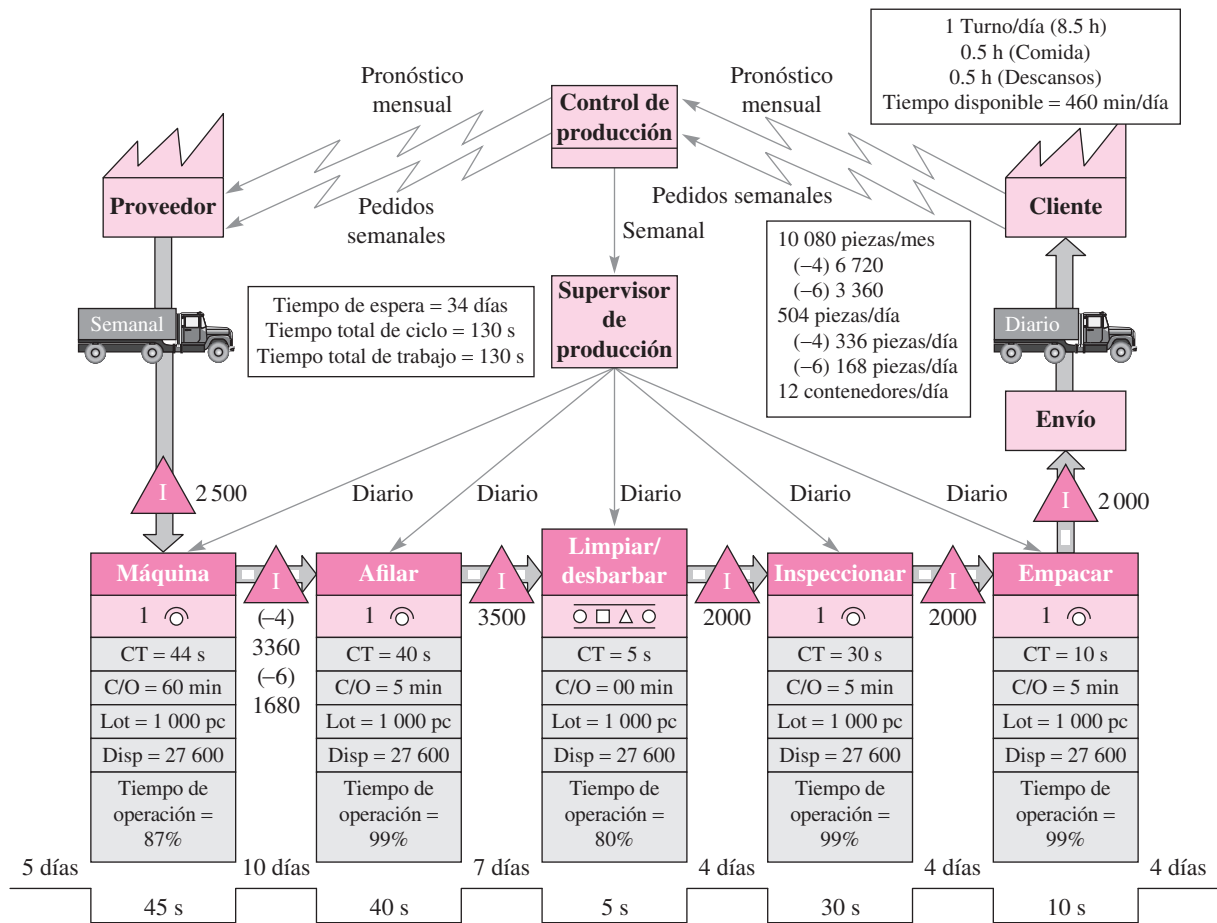 1 Turno/día (8.5 h)
0.5 h (Comida)
0.5 h (Descansos)
Tiempo disponible = 460 min/día
Pronóstico
mensual
Control de
producción
Pronóstico
mensual
Proveedor
Pedidos
semanales
Semanal
Pedidos semanales
Cliente
Semanal
Tiempo de espera = 34 días
Tiempo total de ciclo = 130 s
Tiempo total de trabajo = 130 s
Supervisor
de
producción
10 080 piezas/mes
(–4) 6 720
(–6) 3 360
504 piezas/día
(–4) 336 piezas/día
(–6) 168 piezas/día
12 contenedores/día
Diario
Envío
I
2 500
Diario
Diario
Diario
Diario
Diario
I
2 000
Máquina
1
CT = 44 s
C/O = 60 min
Lot = 1 000 pc
Disp = 27 600
Tiempo de
operación =
87%
I
(–4)
3360
(–6)
1680
Afilar
1
CT = 40 s
C/O = 5 min
Lot = 1 000 pc
Disp = 27 600
Tiempo de
operación =
99%
I
3500
Limpiar/
desbarbar
CT = 5 s
C/O = 00 min
Lot = 1 000 pc
Disp = 27 600
Tiempo de
operación =
80%
I
2000
Inspeccionar
1
CT = 30 s
C/O = 5 min
Lot = 1 000 pc
Disp = 27 600
Tiempo de
operación =
99%
I
2000
Empacar
1
CT = 10 s
C/O = 5 min
Lot = 1 000 pc
Disp = 27 600
Tiempo de
operación =
99%
5 días
10 días
7 días
4 días
4 días
4 días
45 s
40 s
5 s
30 s
10 s